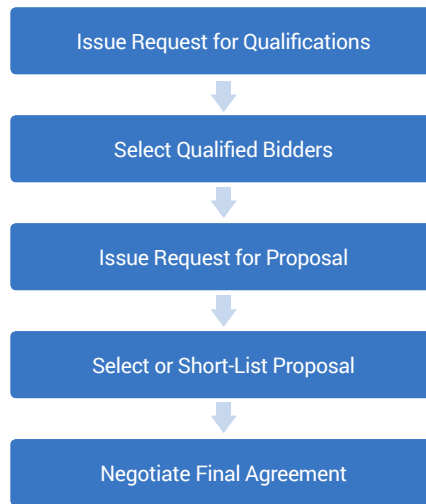 Issue Request for Qualifications
Select Qualified Bidders
Issue Request for Proposal
Select or Short-List Proposal
Negotiate Final Agreement